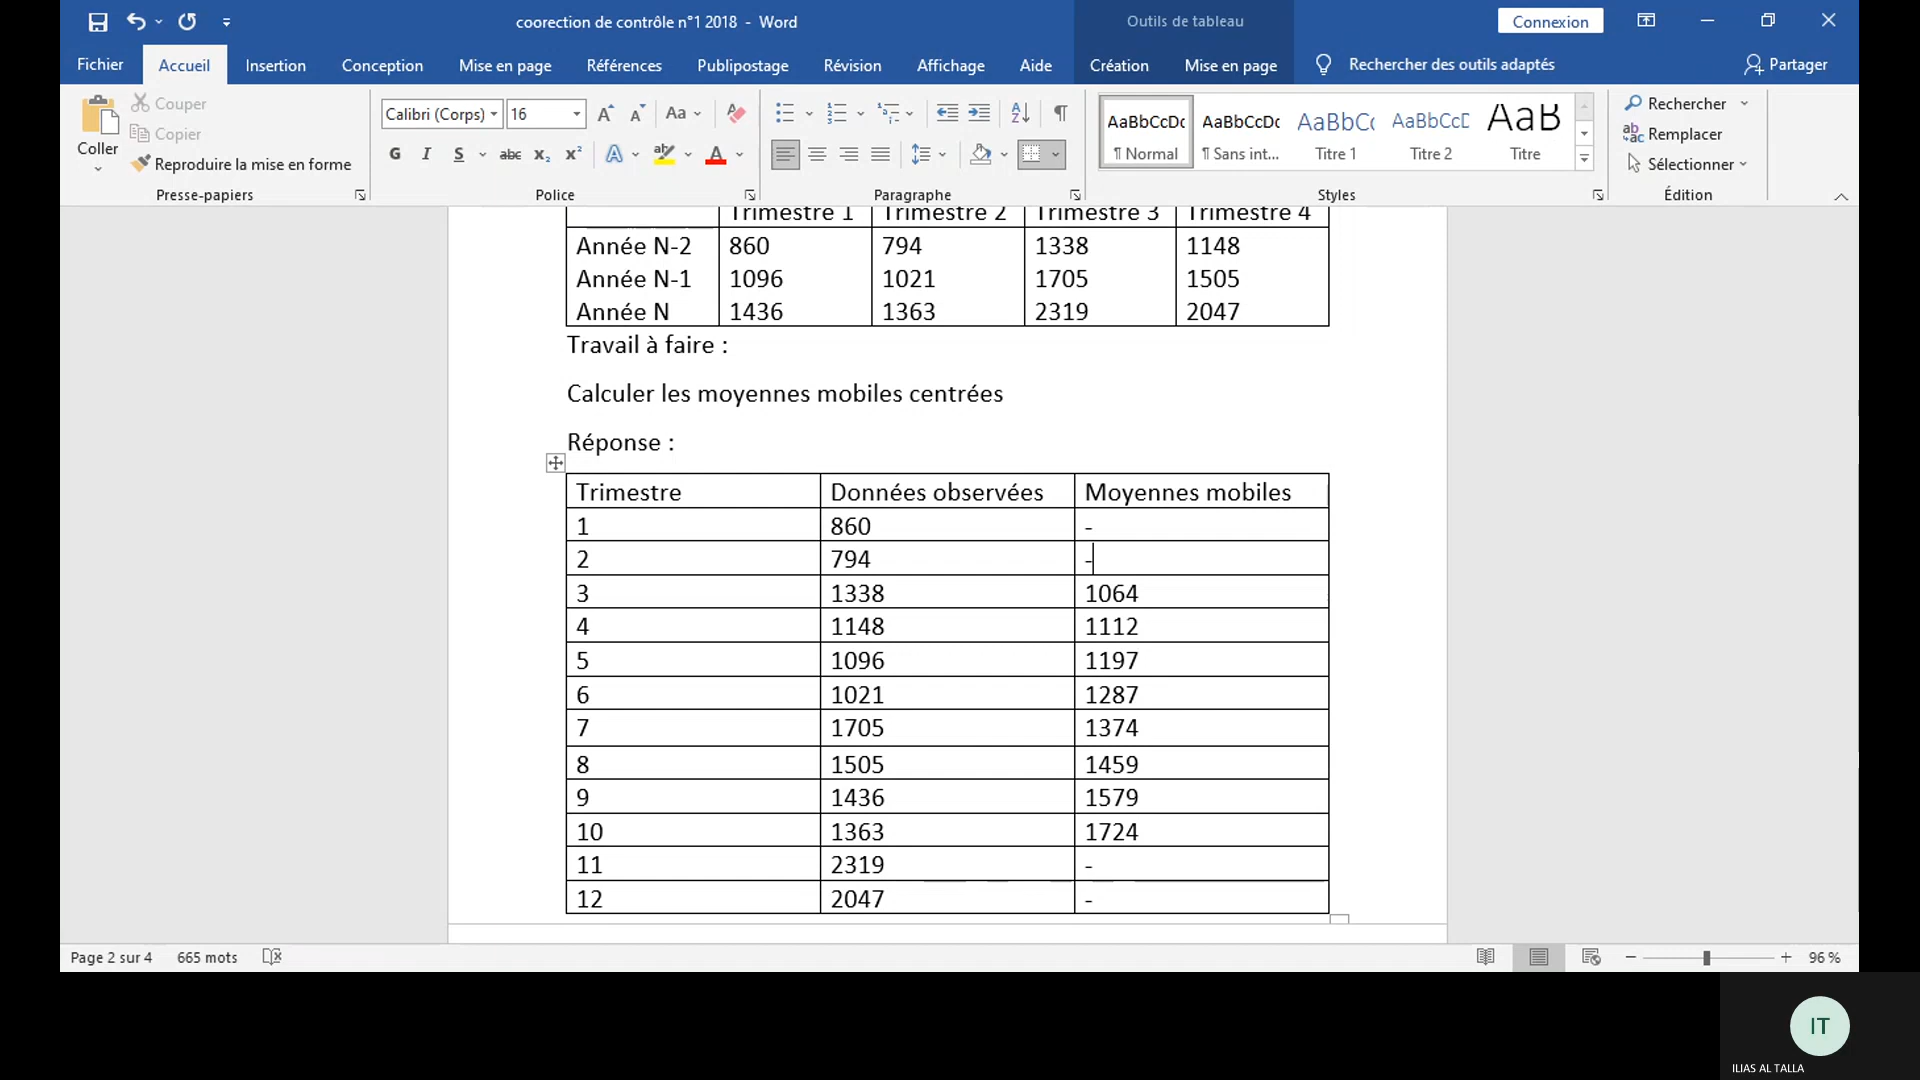 coorection de contrôle n°1 2018 - Word
Outils de tableau
Connexion
Fichier Accueil Insertion Conception Mise en page Références Publipostage Révision Affichage Aide Création Mise en page Rechercher des outils adaptés Partager
Coller
Couper
Copier
Reproduire la mise en forme
Presse-papiers
Calibri (Corps) 16
Aa
G I S abc x₂ x²
Police
Paragraphe
AaBbCcDc AaBbCcDc AaBbCc AaBbCcD AaB
¶ Normal ¶ Sans int... Titre 1 Titre 2 Titre
Styles
Rechercher
Remplacer
Sélectionner
Édition
Trimestre 1 Trimestre 2 Trimestre 3 Trimestre 4
Année N-2 860 794 1338 1148
Année N-1 1096 1021 1705 1505
Année N 1436 1363 2319 2047
Travail à faire :
Calculer les moyennes mobiles centrées
Réponse :
Trimestre Données observées Moyennes mobiles
1 860 -
2 794 -
3 1338 1064
4 1148 1112
5 1096 1197
6 1021 1287
7 1705 1374
8 1505 1459
9 1436 1579
10 1363 1724
11 2319 -
12 2047 -
Page 2 sur 4 665 mots 96 %
IT
ILIAS AL TALLA